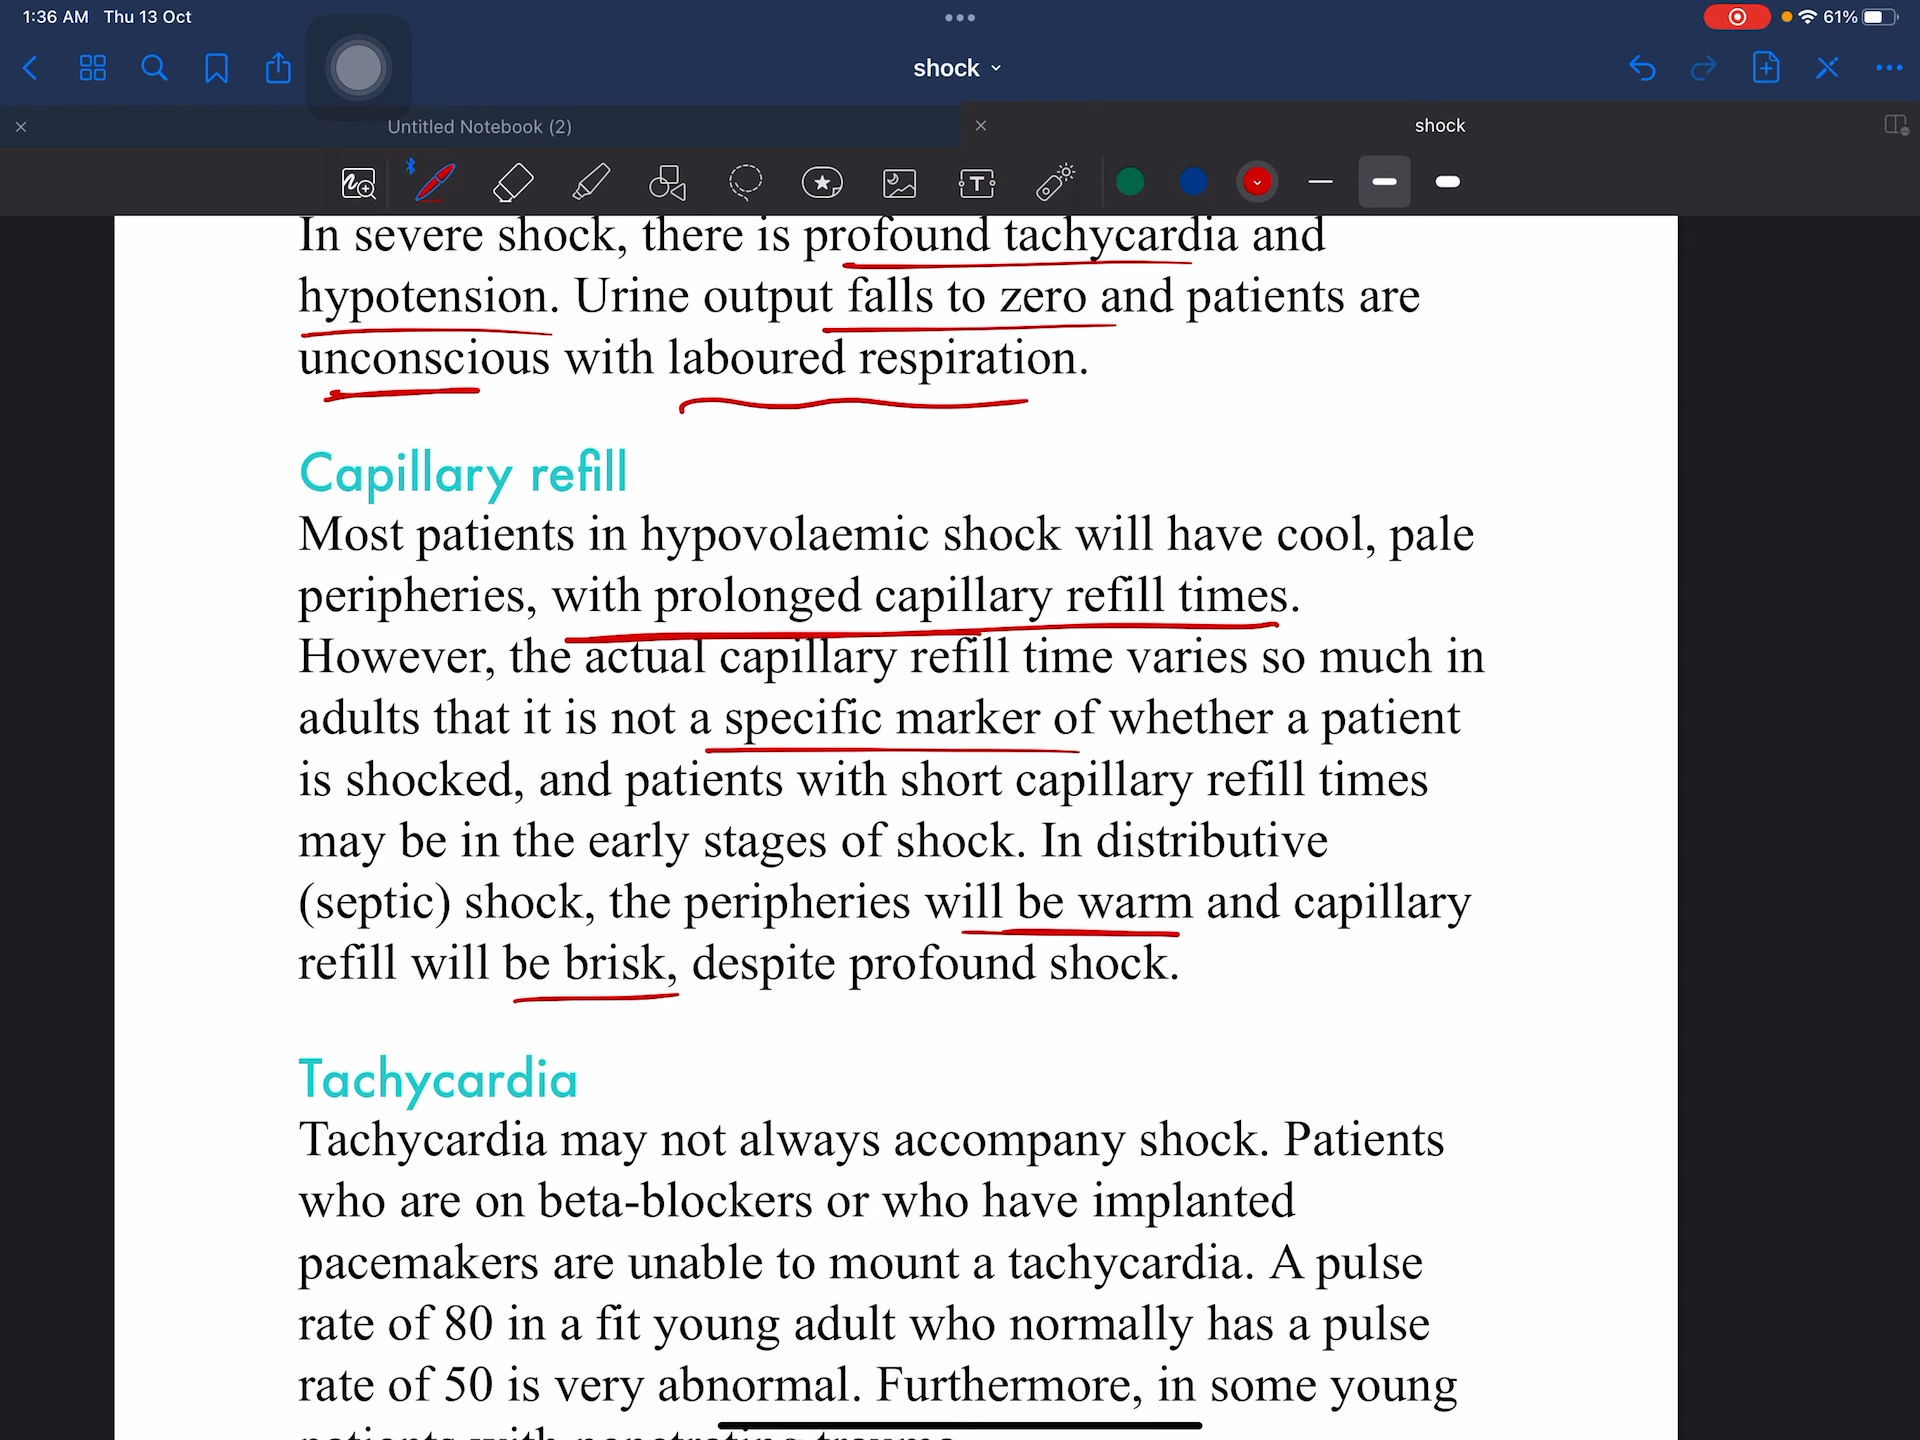 1:36 AM Thu 13 Oct
61%
shock
Untitled Notebook (2)
shock
T
In severe shock, there is profound tachycardia and
hypotension. Urine output falls to zero and patients are
unconscious with laboured respiration.
Capillary refill
Most patients in hypovolaemic shock will have cool, pale
peripheries, with prolonged capillary refill times.
However, the actual capillary refill time varies so much in
adults that it is not a specific marker of whether a patient
is shocked, and patients with short capillary refill times
may be in the early stages of shock. In distributive
(septic) shock, the peripheries will be warm and capillary
refill will be brisk, despite profound shock.
Tachycardia
Tachycardia may not always accompany shock. Patients
who are on beta-blockers or who have implanted
pacemakers are unable to mount a tachycardia. A pulse
rate of 80 in a fit young adult who normally has a pulse
rate of 50 is very abnormal. Furthermore, in some young
patients with penetrating trauma